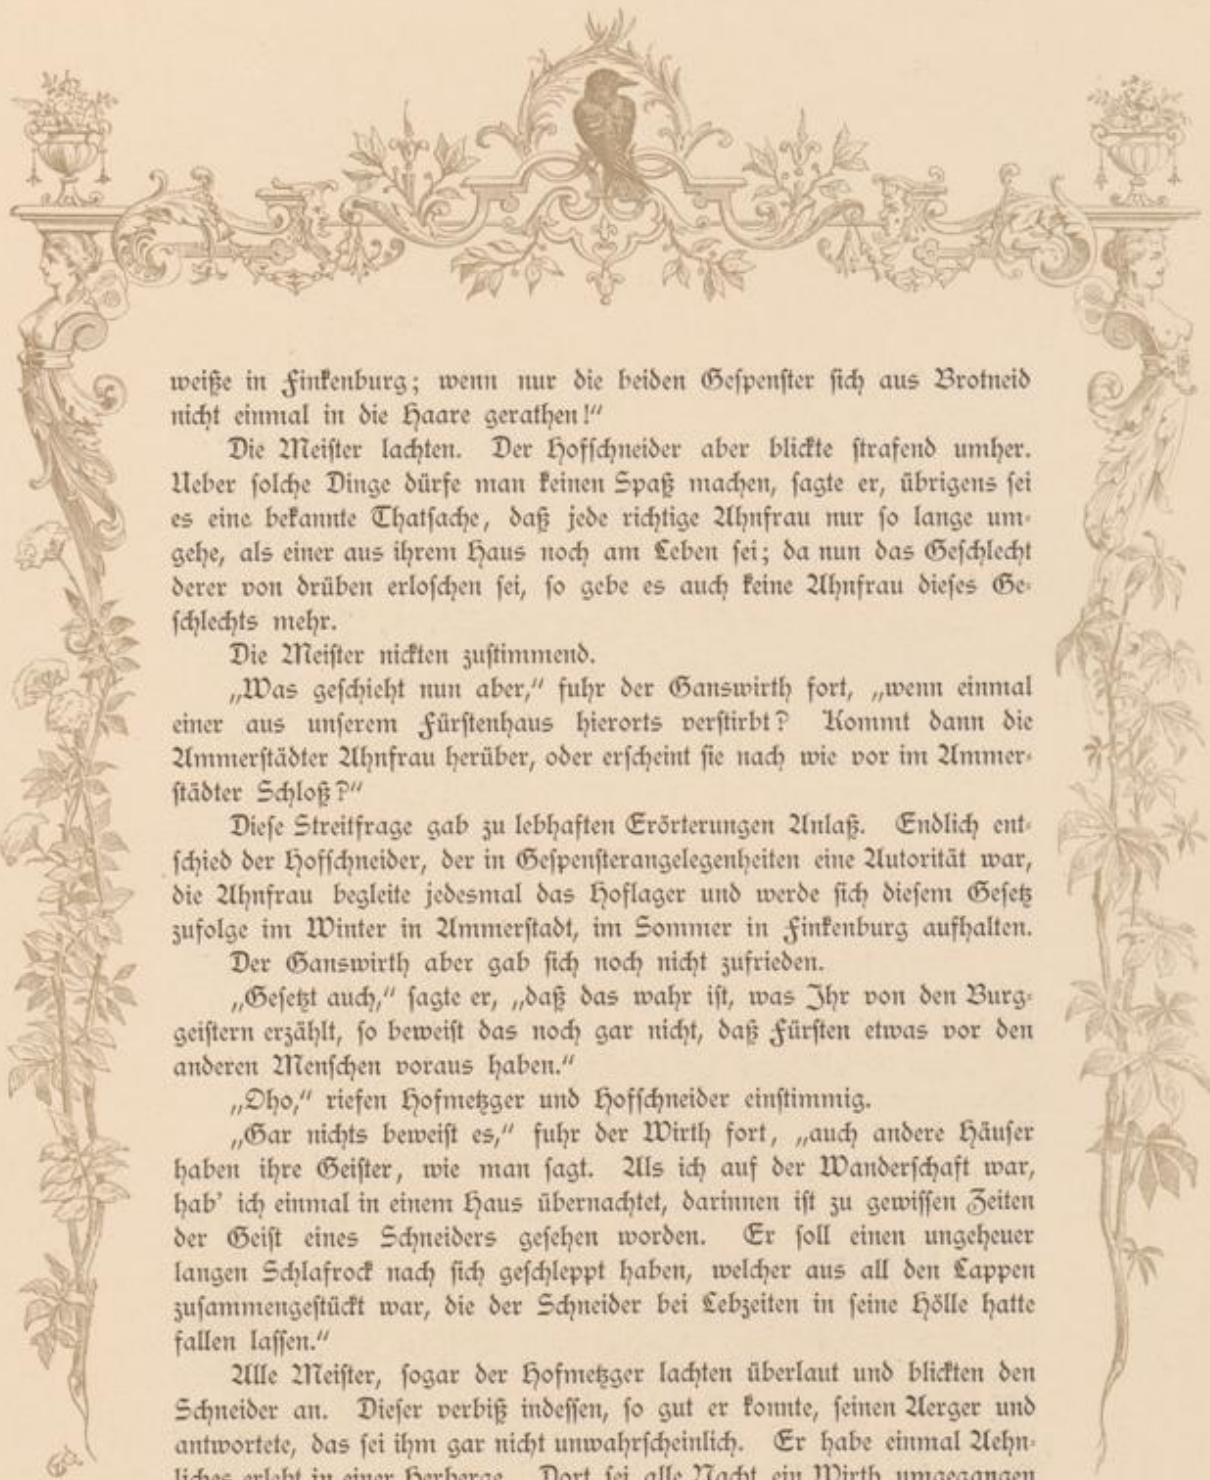 weiße in Finkenburg; wenn nur die beiden Gespenster sich aus Brotneid
nicht einmal in die Haare gerathen!“
Die Meister lachten. Der Hofschneider aber blickte strafend umher.
Ueber solche Dinge dürfe man keinen Spaß machen, sagte er, übrigens sei
es eine bekannte Thatsache, daß jede richtige Ahnfrau nur so lange um-
gehe, als einer aus ihrem Haus noch am Leben sei; da nun das Geschlecht
derer von drüben erloschen sei, so gebe es auch keine Ahnfrau dieses Ge-
schlechts mehr.
Die Meister nickten zustimmend.
„Was geschieht nun aber,“ fuhr der Ganswirth fort, „wenn einmal
einer aus unserem Fürstenhaus hierorts verstirbt? Kommt dann die
Ammerstädter Ahnfrau herüber, oder erscheint sie nach wie vor im Ammer-
städter Schloß?“
Diese Streitfrage gab zu lebhaften Erörterungen Anlaß. Endlich ent-
schied der Hofschneider, der in Gespensterangelegenheiten eine Autorität war,
die Ahnfrau begleite jedesmal das Hoflager und werde sich diesem Gesetz
zufolge im Winter in Ammerstadt, im Sommer in Finkenburg aufhalten.
Der Ganswirth aber gab sich noch nicht zufrieden.
„Gesetzt auch,“ sagte er, „daß das wahr ist, was Ihr von den Burg-
geistern erzählt, so beweist das noch gar nicht, daß Fürsten etwas vor den
anderen Menschen voraus haben.“
„Oho,“ riefen Hofmetzger und Hofschneider einstimmig.
„Gar nichts beweist es,“ fuhr der Wirth fort, „auch andere Häuser
haben ihre Geister, wie man sagt. Als ich auf der Wanderschaft war,
hab’ ich einmal in einem Haus übernachtet, darinnen ist zu gewissen Zeiten
der Geist eines Schneiders gesehen worden. Er soll einen ungeheuer
langen Schlafrock nach sich geschleppt haben, welcher aus all den Lappen
zusammengestückt war, die der Schneider bei Lebzeiten in seine Hölle hatte
fallen lassen.“
Alle Meister, sogar der Hofmetzger lachten überlaut und blickten den
Schneider an. Dieser verbiß indessen, so gut er konnte, seinen Aerger und
antwortete, das sei ihm gar nicht unwahrscheinlich. Er habe einmal Aehn-
liches erlebt in einer Herberge. Dort sei alle Nacht ein Wirth umgegangen